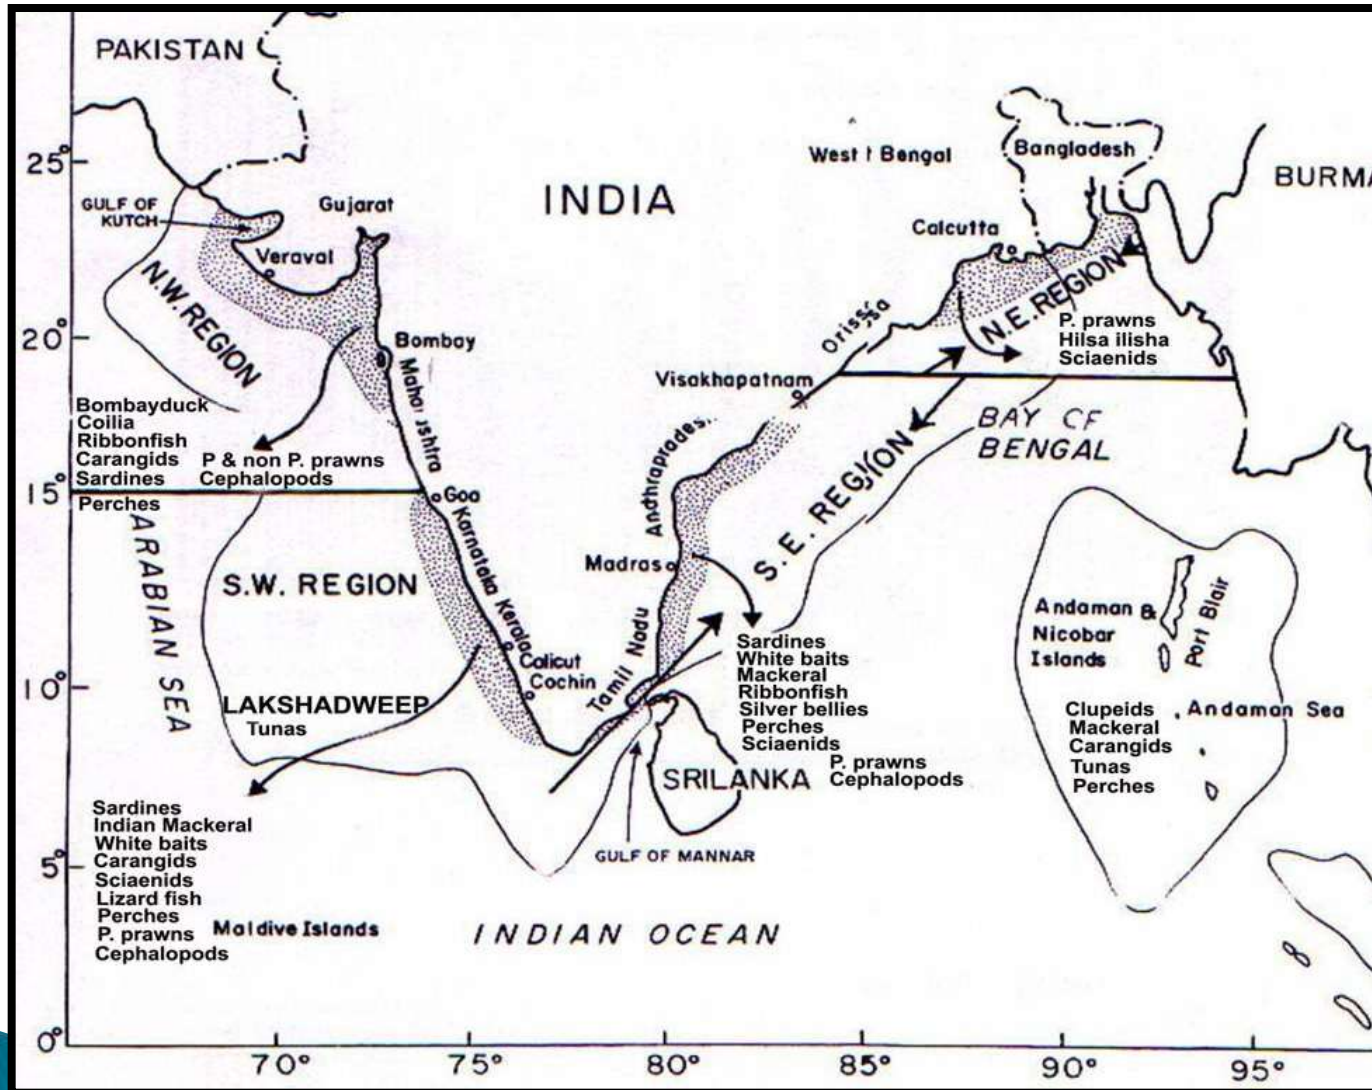 PAKISTAN
25°
20°
15°
10°
5°
0°
70°
75°
80°
85°
90°
95°
GULF OF
KUTCH
Gujarat
Veraval
N.W. REGION
Bombay
Bombayduck
Coilia
Ribbonfish
Carangids
Sardines
Perches
P & non P. prawns
Cephalopods
Goa
Karnataka
Kerala
Calicut
Cochin
ARABIAN SEA
S.W. REGION
LAKSHADWEEP
Tunas
Sardines
Indian Mackeral
White baits
Carangids
Sciaenids
Lizard fish
Perches
P. prawns
Cephalopods
Maldive Islands
INDIAN OCEAN
INDIA
West Bengal
Bangladesh
BURMA
Calcutta
N.E. REGION
P. prawns
Hilsa ilisha
Sciaenids
Visakhapatnam
BAY CF
BENGAL
S.E. REGION
Andhraprades.
Madras
Tamil Nadu
Sardines
White baits
Mackeral
Ribbonfish
Silver bellies
Perches
Sciaenids
P. prawns
Cephalopods
SRILANKA
GULF OF MANNAR
Andaman &
Nicobar
Islands
Port Blair
Andaman Sea
Clupeids
Mackeral
Carangids
Tunas
Perches